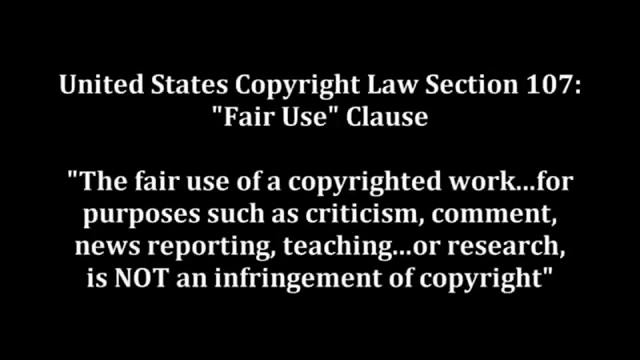 United States Copyright Law Section 107:
"Fair Use" Clause
"The fair use of a copyrighted work...for
purposes such as criticism, comment,
news reporting, teaching...or research,
is NOT an infringement of copyright"